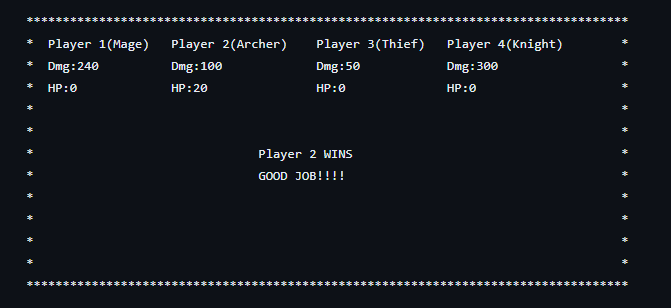 ***********************************************************************************
* Player 1(Mage) Player 2(Archer) Player 3(Thief) Player 4(Knight) *
* Dmg:240 Dmg:100 Dmg:50 Dmg:300 *
* HP:0 HP:20 HP:0 HP:0 *
* *
* *
* Player 2 WINS *
* GOOD JOB!!!! *
* *
* *
* *
* *
***********************************************************************************